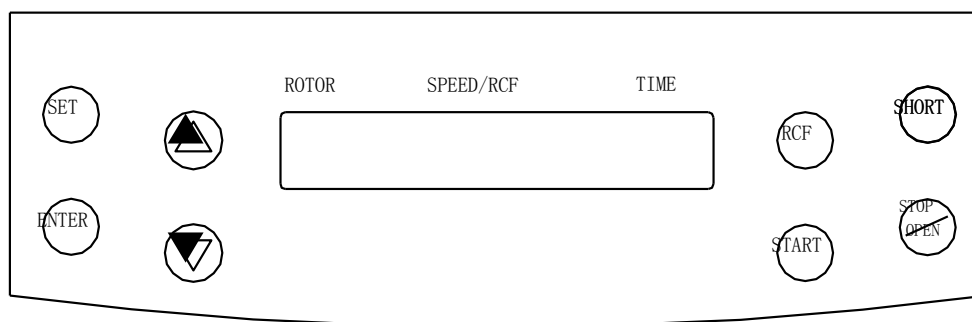 ROTOR SPEED/RCF TIME
SET
SHORT
RCF
ENTER
STOP
OPEN
START